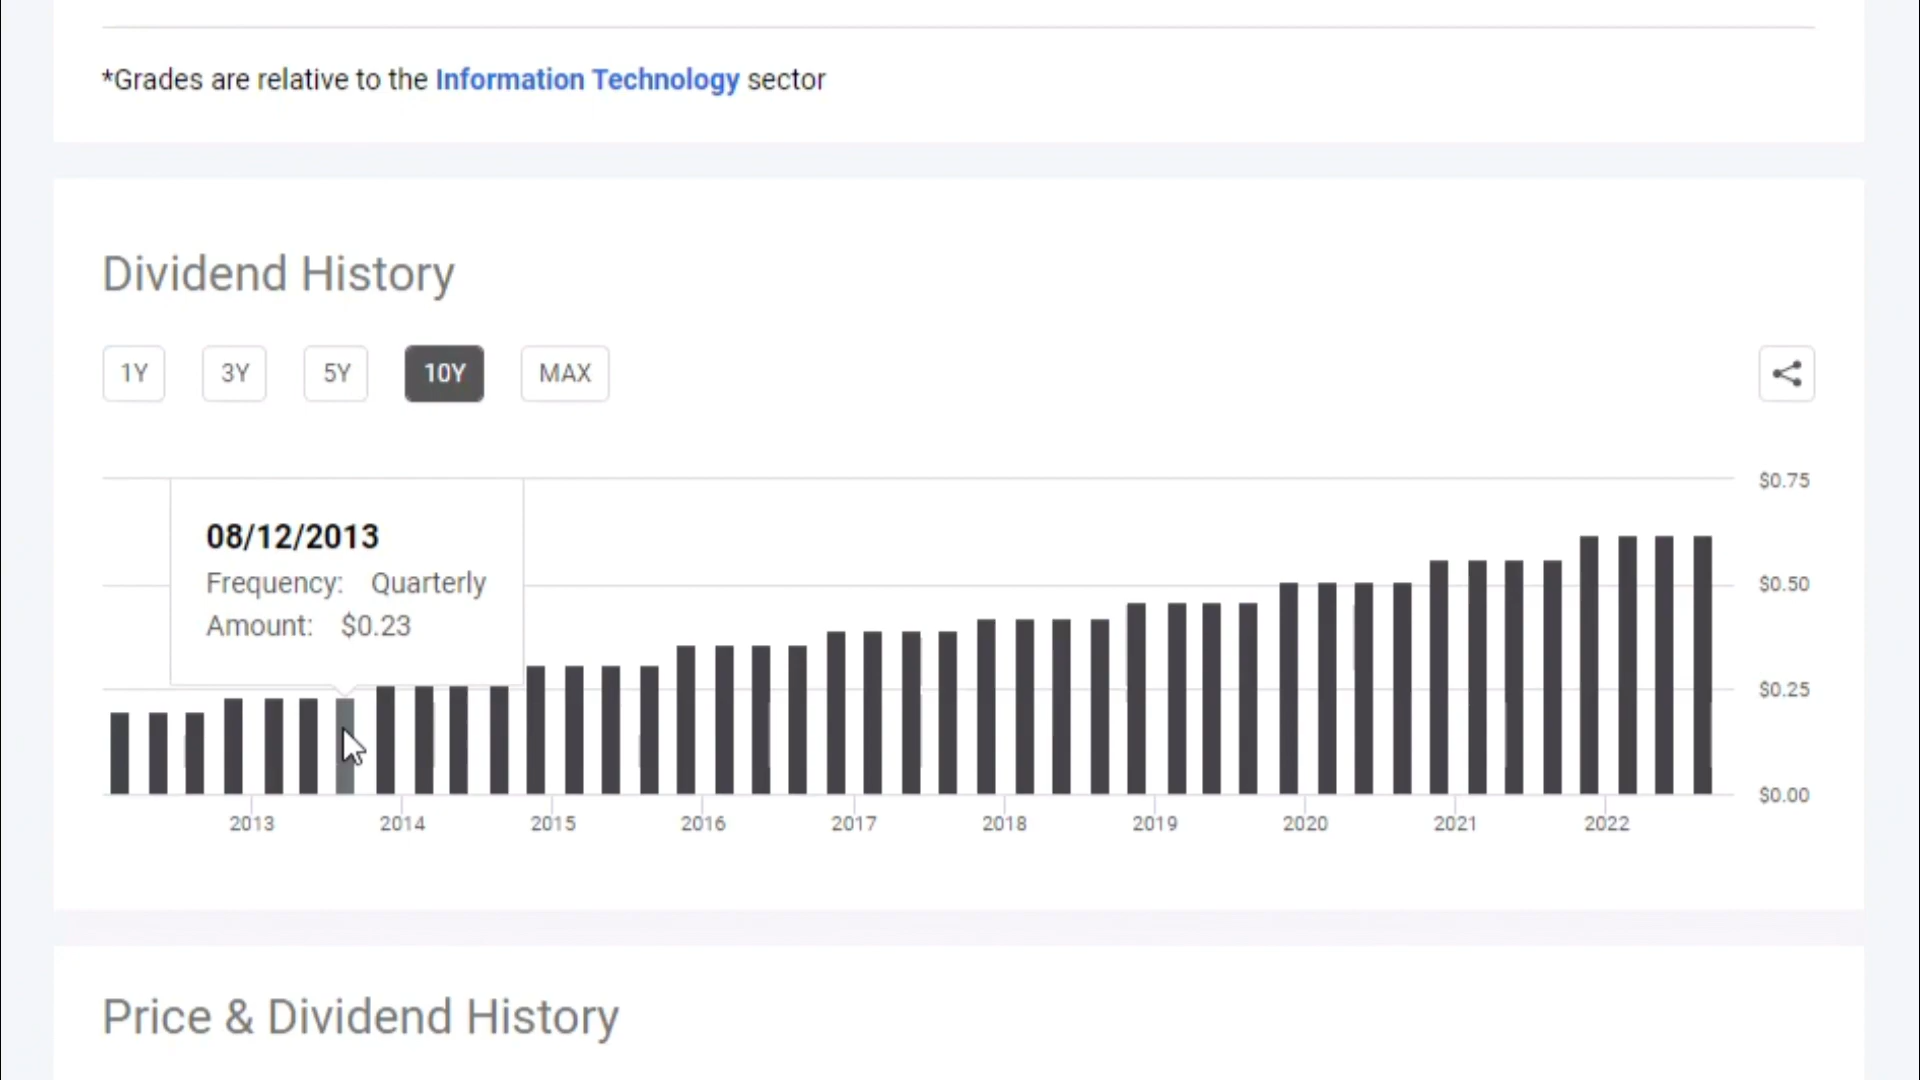 *Grades are relative to the Information Technology sector
Dividend History
1Y 3Y 5Y 10Y MAX
$0.75
08/12/2013
Frequency: Quarterly
Amount: $0.23
$0.50
$0.25
$0.00
2013 2014 2015 2016 2017 2018 2019 2020 2021 2022
Price & Dividend History